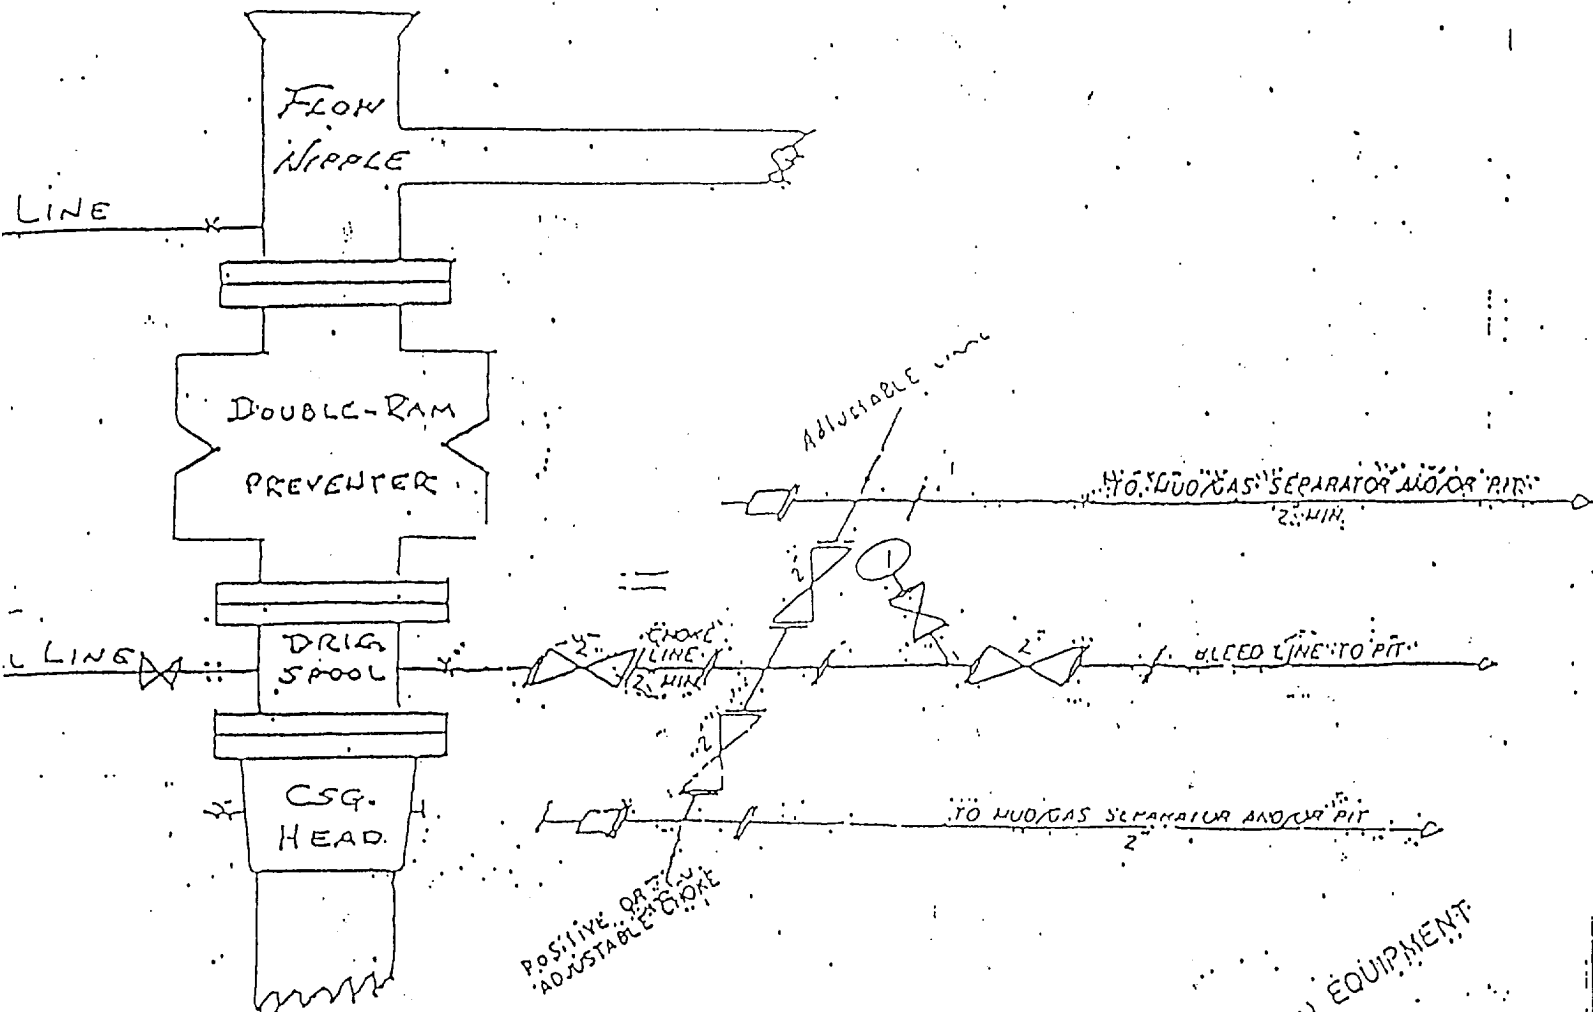 FLOW
NIPPLE
LINE
DOUBLE-RAM
PREVENTER
ADJUSTABLE
TO MUD/GAS SEPARATOR AND/OR PIT
2" MIN.
2"
1
L LINE
DRLG
SPOOL
2"
CHOKE
LINE
2" MIN
2"
BLEED LINE TO PIT
2"
CSG.
HEAD.
TO MUD/GAS SEPARATOR AND/OR PIT
2"
POSITIVE OR
ADJUSTABLE CHOKE
EQUIPMENT